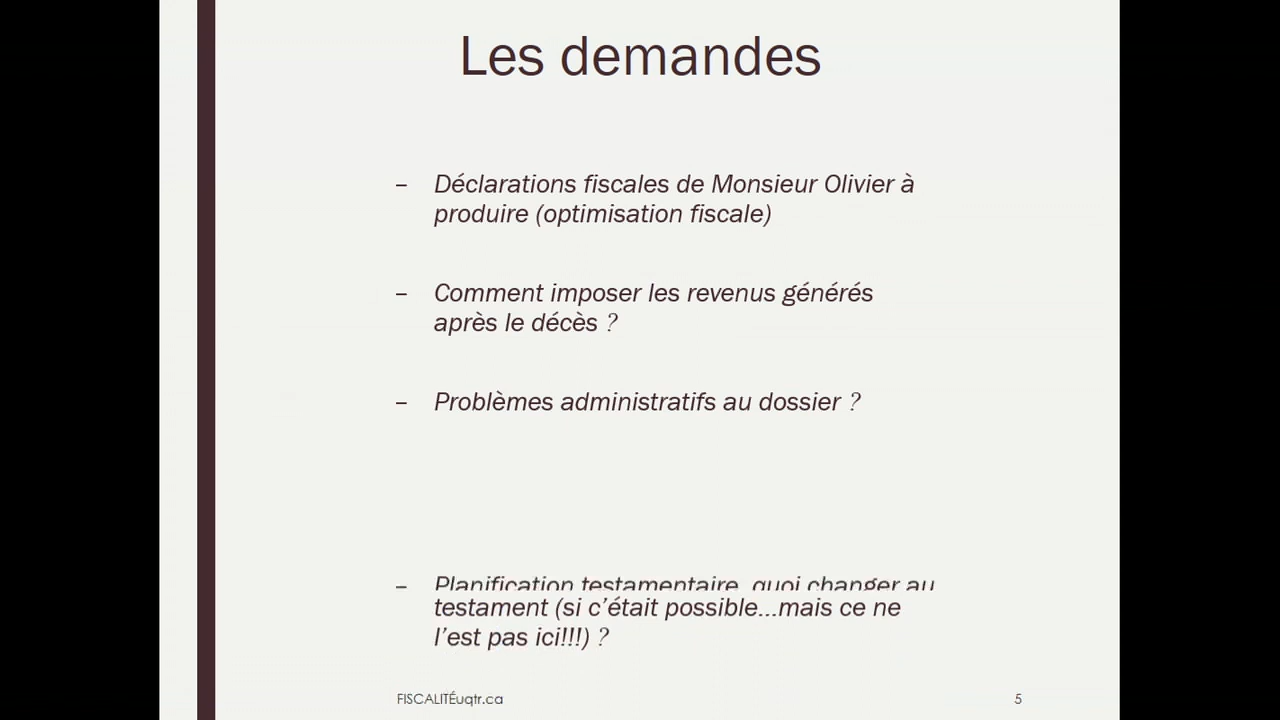 Les demandes
– Déclarations fiscales de Monsieur Olivier à
produire (optimisation fiscale)
– Comment imposer les revenus générés
après le décès ?
– Problèmes administratifs au dossier ?
– Planification testamentaire, quoi changer au
testament (si c’était possible…mais ce ne
l’est pas ici!!!) ?
FISCALITÉuqtr.ca
5